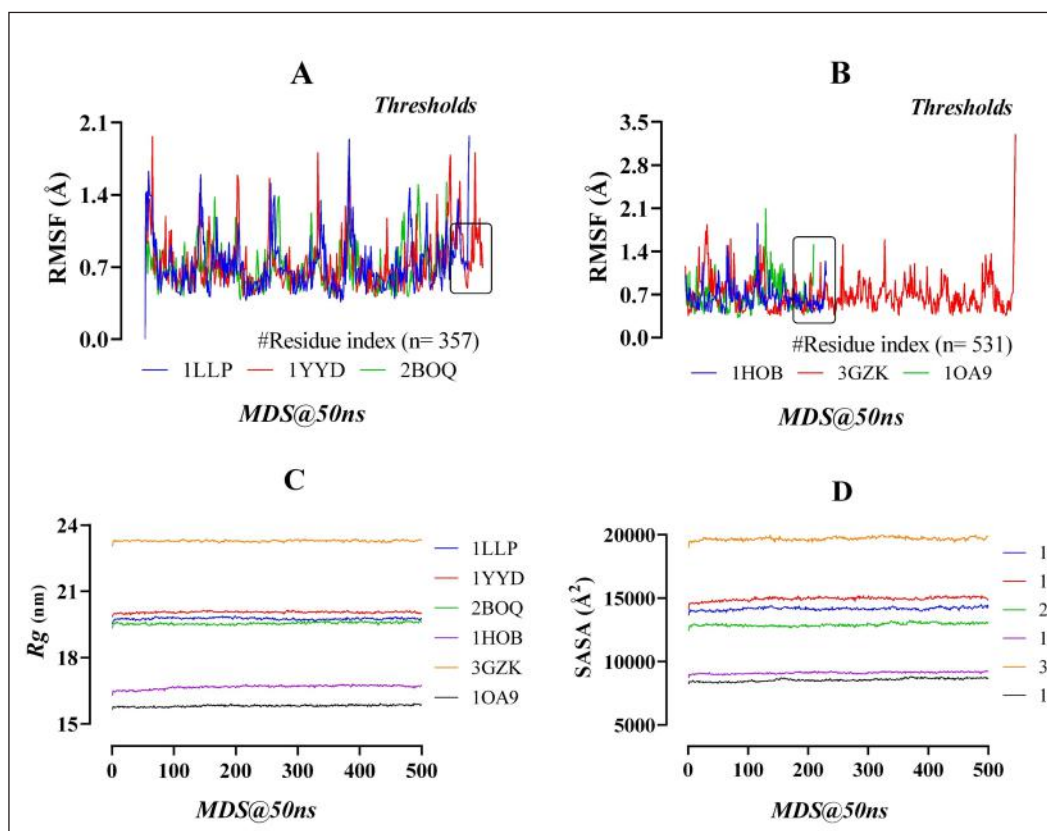 A
Thresholds
2.1
1.4
0.7
0.0
RMSF (Å)
#Residue index (n= 357)
1LLP 1YYD 2BOQ
MDS@50ns
B
Thresholds
3.5
2.8
2.1
1.4
0.7
0.0
RMSF (Å)
#Residue index (n= 531)
1HOB 3GZK 1OA9
MDS@50ns
C
24
21
18
15
Rg (nm)
0 100 200 300 400 500
MDS@50ns
1LLP
1YYD
2BOQ
1HOB
3GZK
1OA9
D
20000
15000
10000
5000
SASA (Å²)
0 100 200 300 400 500
MDS@50ns
1
1
2
1
3
1